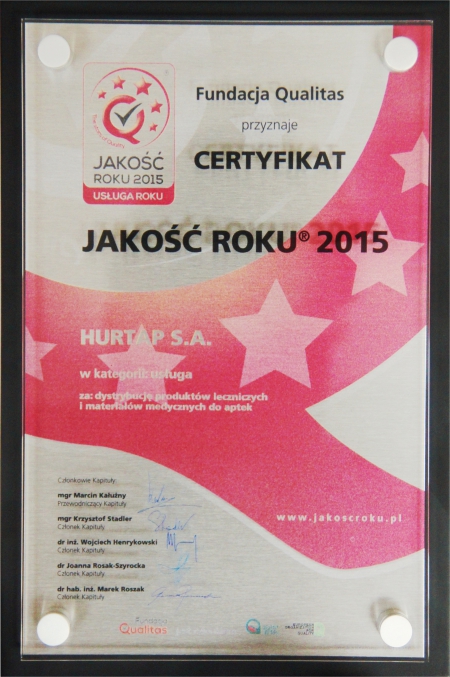 JAKOŚĆ
ROKU 2015
USŁUGA ROKU
Fundacja Qualitas
przyznaje
CERTYFIKAT
JAKOŚĆ ROKU® 2015
HURTAP S.A.
w kategorii: usługa
za: dystrybucję produktów leczniczych
i materiałów medycznych do aptek
Członkowie Kapituły:
mgr Marcin Kałużny
Przewodniczący Kapituły
mgr Krzysztof Stadler
Członek Kapituły
dr inż. Wojciech Henrykowski
Członek Kapituły
dr Joanna Rosak-Szyrocka
Członek Kapituły
dr hab. inż. Marek Roszak
Członek Kapituły
www.jakoscroku.pl
Qualitas